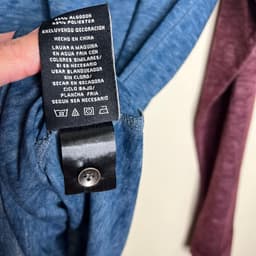 ALGODON
POLIESTER
EXCLUYENDO DECORACION
HECHO EN CHINA
LAVAR A MAQUINA
EN AGUA FRIA CON
COLORES SIMILARES/
SI ES NECESARIO
USAR BLANQUEADOR
SIN CLORO/
SECAR EN SECADORA
CICLO BAJO/
PLANCHA FRIA
SEGUN SEA NECESARIO